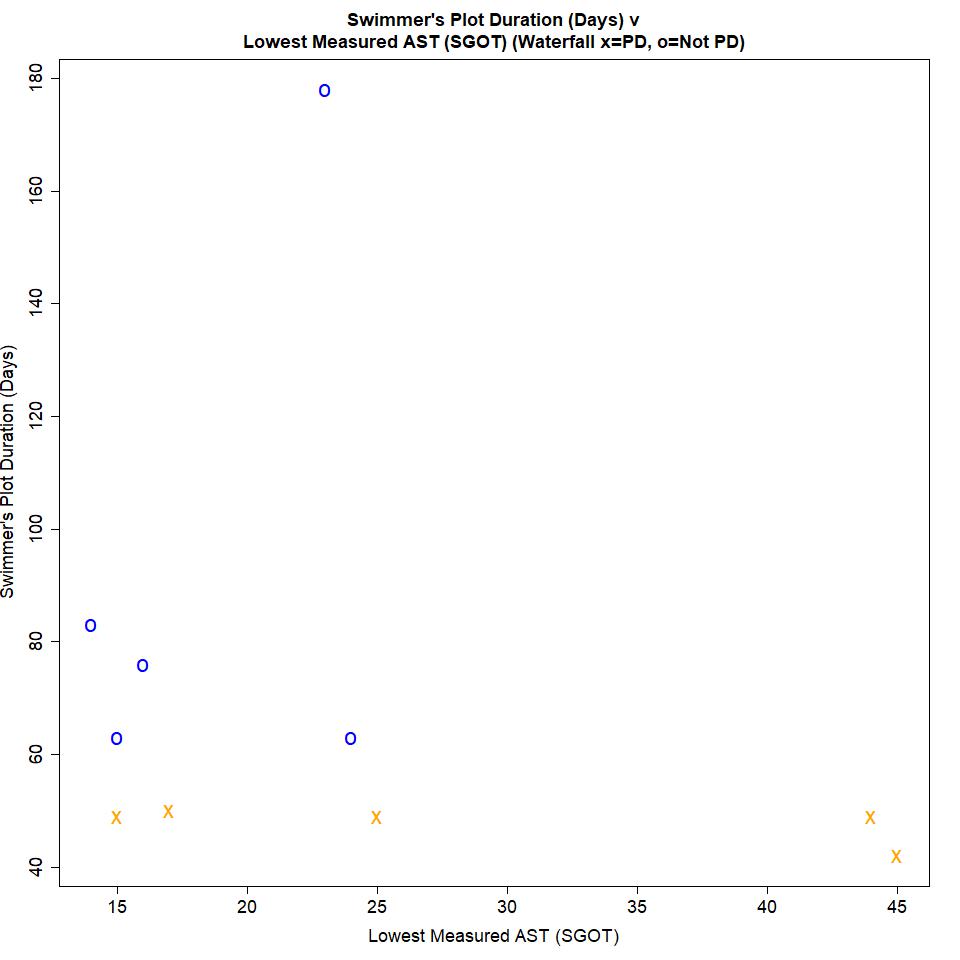 Swimmer's Plot Duration (Days) v
Lowest Measured AST (SGOT) (Waterfall x=PD, o=Not PD)
Swimmer's Plot Duration (Days)
180
160
140
120
100
80
60
40
O
O
O
O
O
X
X
X
X
X
15
20
25
30
35
40
45
Lowest Measured AST (SGOT)